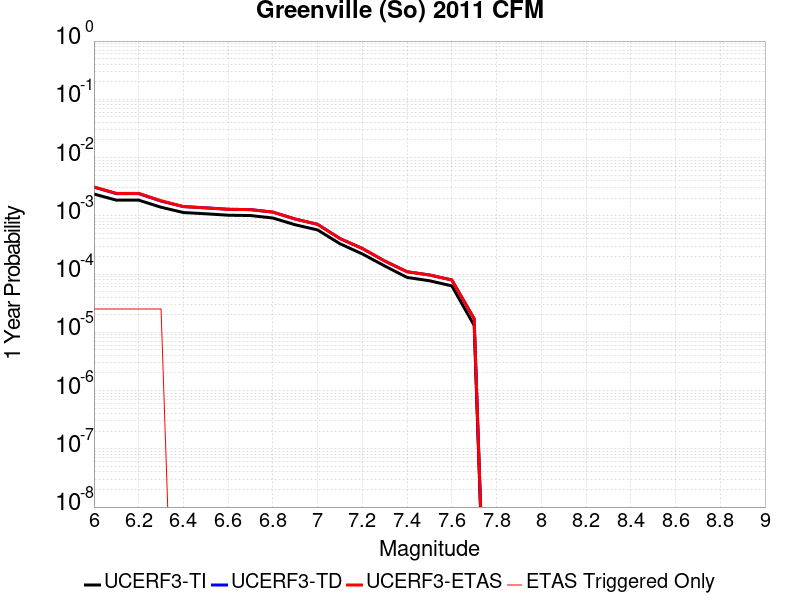 Greenville (So) 2011 CFM
10 0
10 -1
10 -2
10 -3
10 -4
10 -5
10 -6
10 -7
10 -8
1 Year Probability
6 6.2 6.4 6.6 6.8 7 7.2 7.4 7.6 7.8 8 8.2 8.4 8.6 8.8 9
Magnitude
UCERF3-TI UCERF3-TD UCERF3-ETAS ETAS Triggered Only